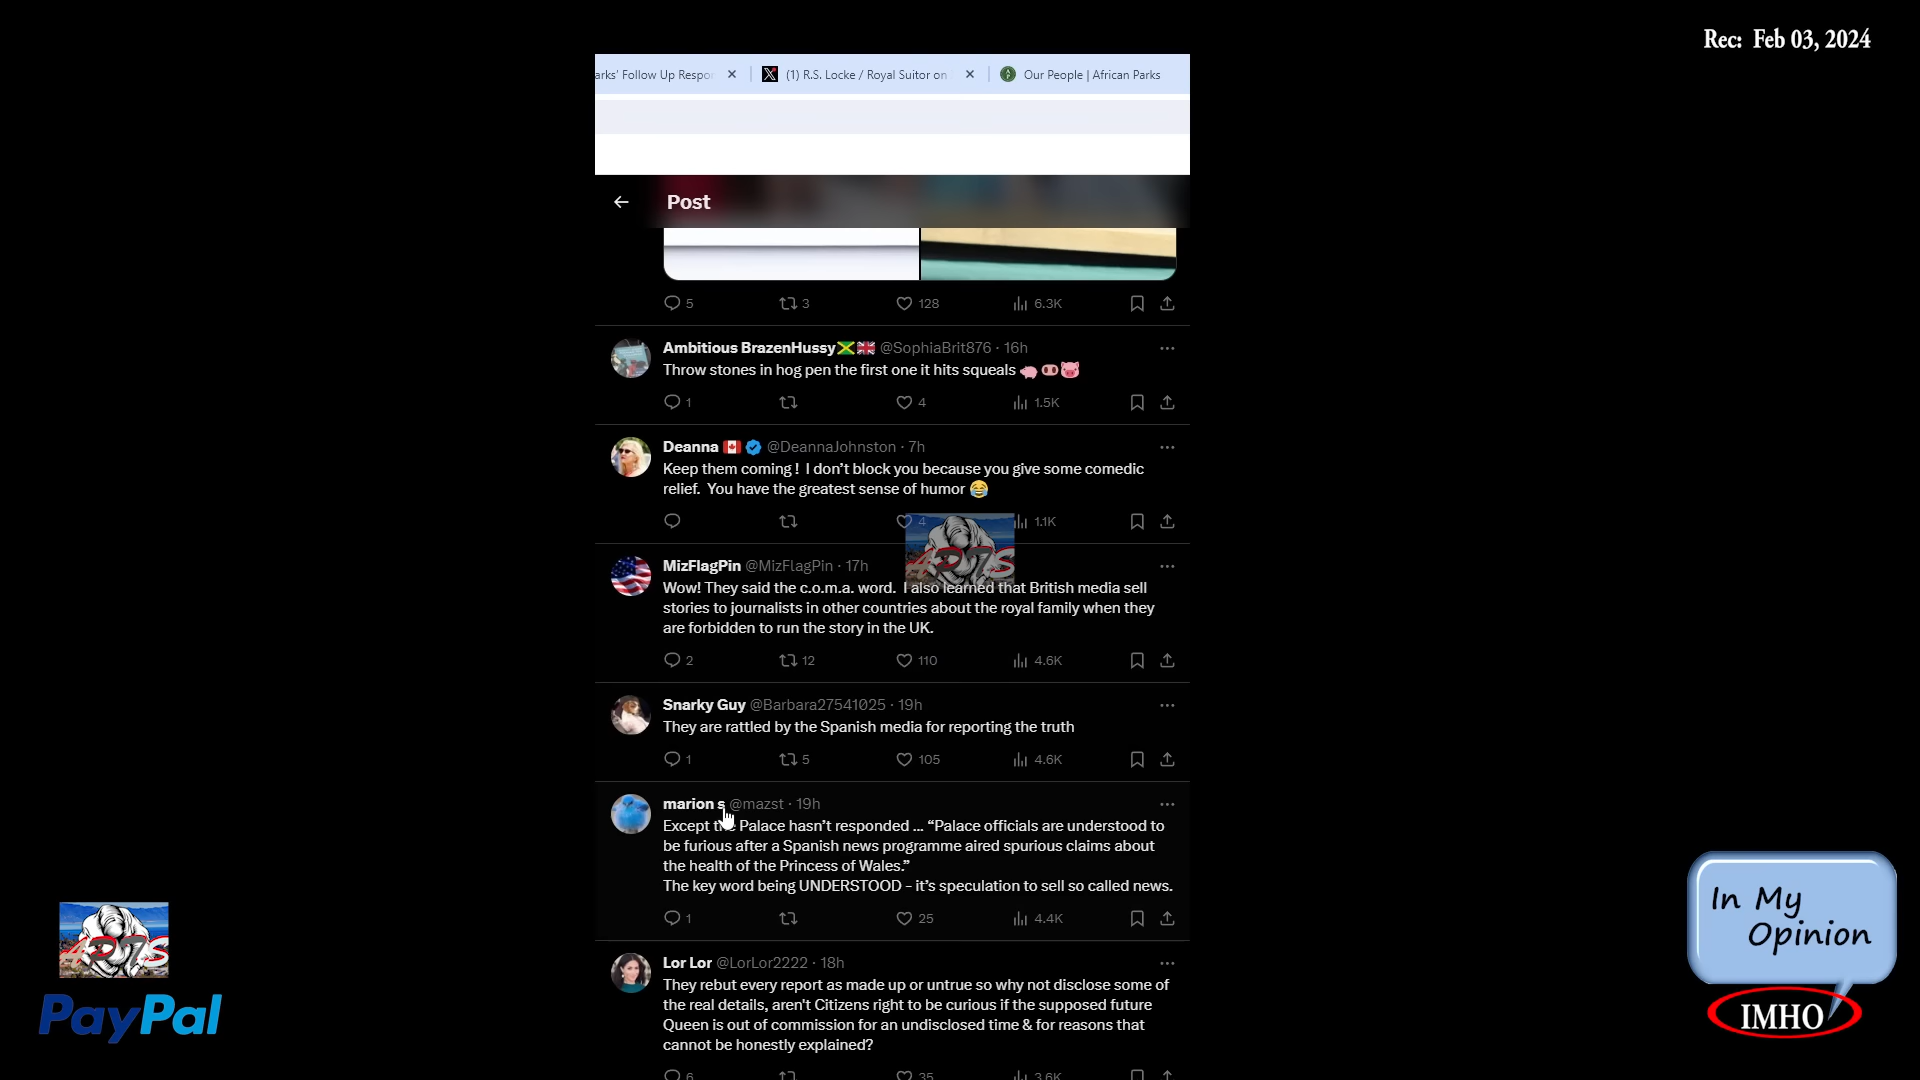 Rec: Feb 03, 2024
arks' Follow Up Respo
(1) R.S. Locke / Royal Suitor on
Our People | African Parks
Post
5 3 128 6.3K
Ambitious BrazenHussy🇯🇲🇬🇧 @SophiaBrit876 · 16h
Throw stones in hog pen the first one it hits squeals 🐖🐽🐷
1 4 1.5K
Deanna 🇨🇦 @DeannaJohnston · 7h
Keep them coming ! I don't block you because you give some comedic
relief. You have the greatest sense of humor 😂
4 1.1K
MizFlagPin @MizFlagPin · 17h
Wow! They said the c.o.m.a. word. I also learned that British media sell
stories to journalists in other countries about the royal family when they
are forbidden to run the story in the UK.
2 12 110 4.6K
Snarky Guy @Barbara27541025 · 19h
They are rattled by the Spanish media for reporting the truth
1 5 105 4.6K
marion s @mazst · 19h
Except the Palace hasn't responded ... “Palace officials are understood to
be furious after a Spanish news programme aired spurious claims about
the health of the Princess of Wales.”
The key word being UNDERSTOOD - it's speculation to sell so called news.
1 25 4.4K
Lor Lor @LorLor2222 · 18h
They rebut every report as made up or untrue so why not disclose some of
the real details, aren't Citizens right to be curious if the supposed future
Queen is out of commission for an undisclosed time & for reasons that
cannot be honestly explained?
6 35 3.6K
PayPal
In My
Opinion
IMHO